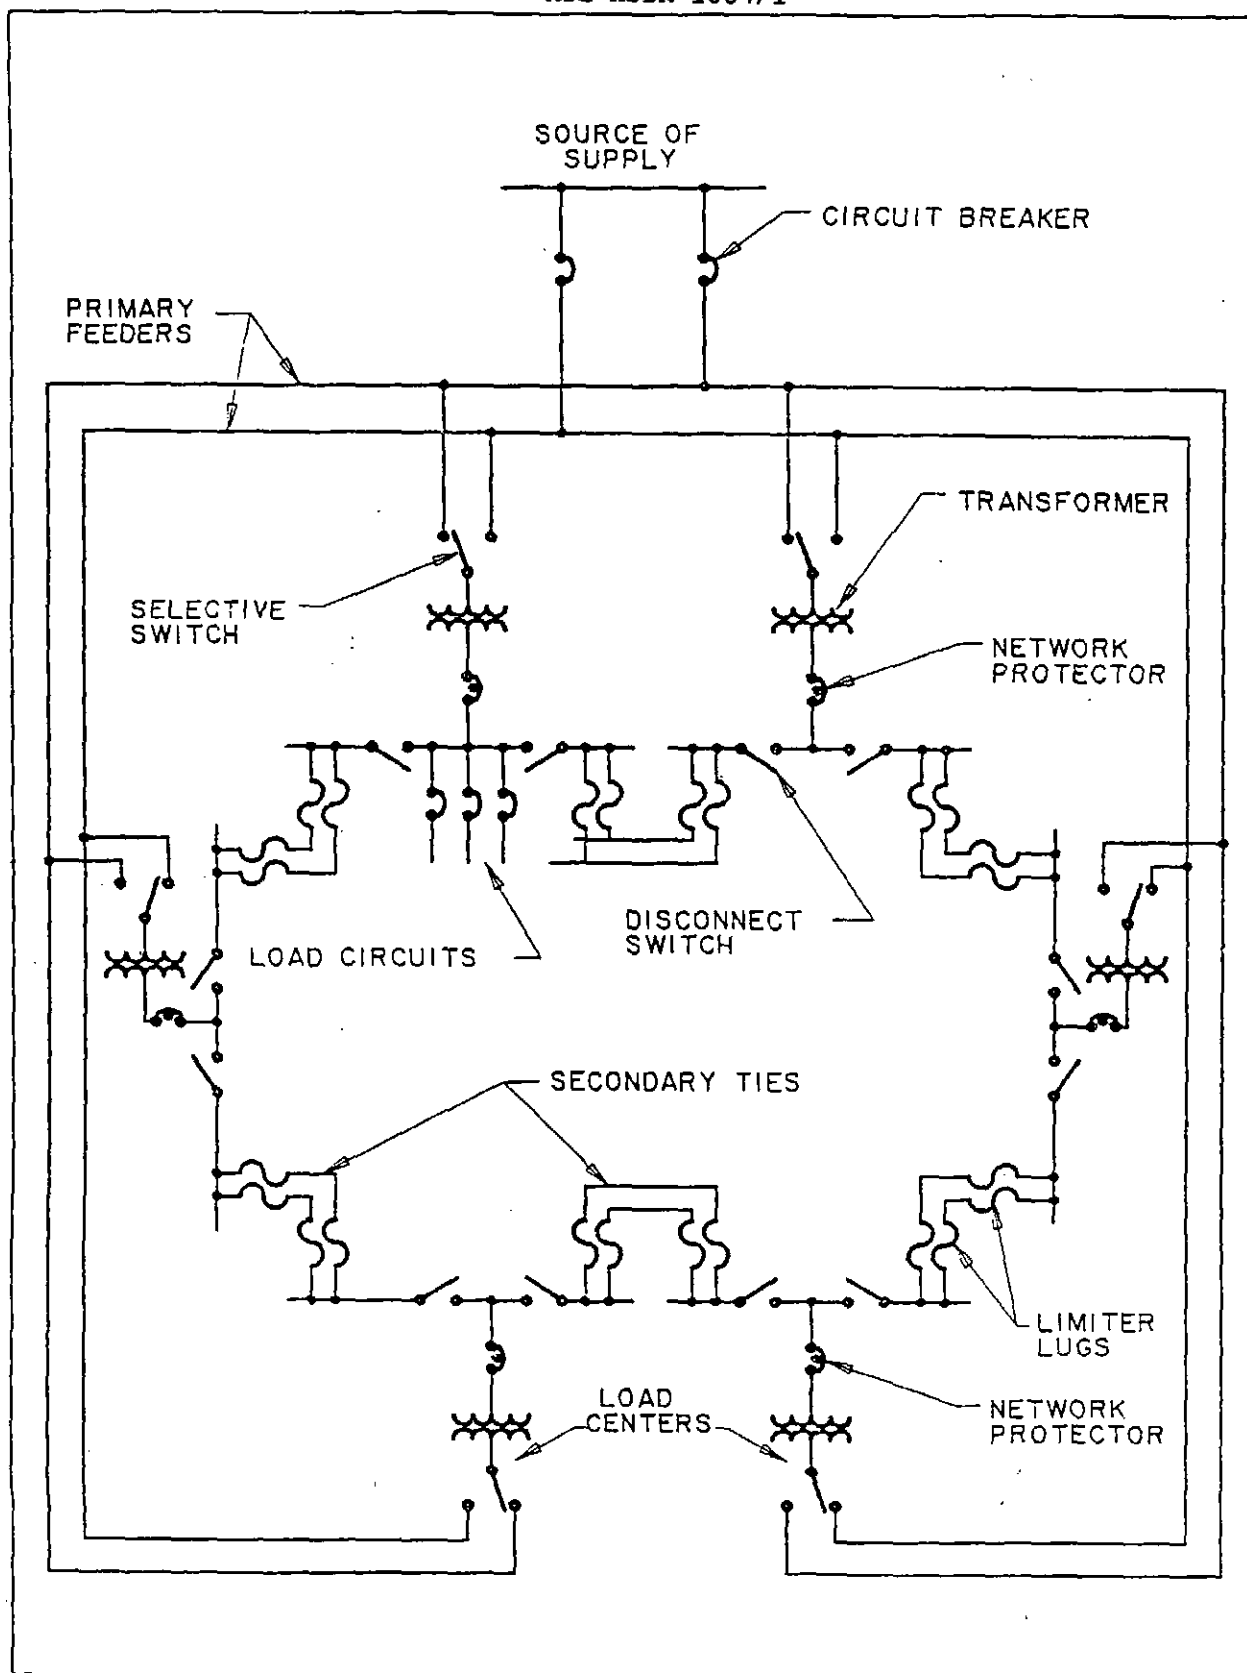 SOURCE OF
SUPPLY
CIRCUIT BREAKER
PRIMARY
FEEDERS
TRANSFORMER
SELECTIVE
SWITCH
NETWORK
PROTECTOR
DISCONNECT
SWITCH
LOAD CIRCUITS
SECONDARY TIES
LIMITER
LUGS
LOAD
CENTERS
NETWORK
PROTECTOR